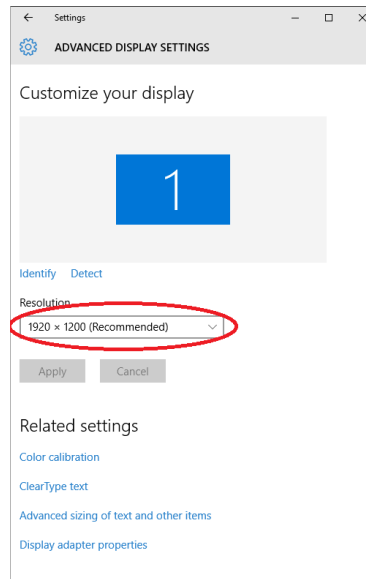 Settings
ADVANCED DISPLAY SETTINGS
Customize your display
1
Identify Detect
Resolution
1920 × 1200 (Recommended)
Apply Cancel
Related settings
Color calibration
ClearType text
Advanced sizing of text and other items
Display adapter properties